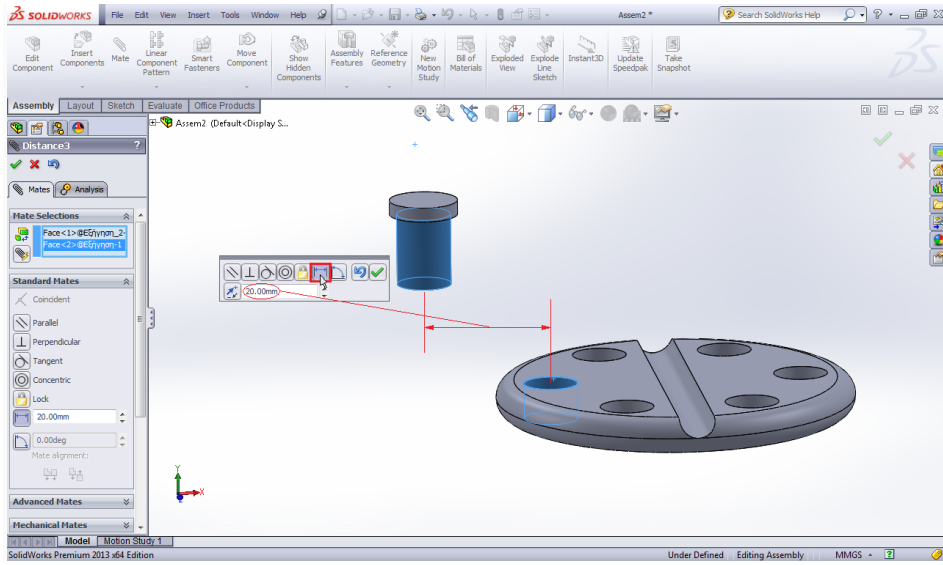 SOLIDWORKS File Edit View Insert Tools Window Help Assem2 * Search SolidWorks Help
Edit Component
Insert Components
Mate
Linear Component Pattern
Smart Fasteners
Move Component
Show Hidden Components
Assembly Features
Reference Geometry
New Motion Study
Bill of Materials
Exploded View
Explode Line Sketch
Instant3D
Update Speedpak
Take Snapshot
Assembly Layout Sketch Evaluate Office Products
Assem2 (Default<Display S...
Distance3 ?
Mates Analysis
Mate Selections
Face<1>@Εξήγηση_2-
Face<2>@Εξήγηση-1
Standard Mates
Coincident
Parallel
Perpendicular
Tangent
Concentric
Lock
20.00mm
0.00deg
Mate alignment:
Advanced Mates
Mechanical Mates
20.00mm
Y
X
Model Motion Study 1
SolidWorks Premium 2013 x64 Edition Under Defined Editing Assembly MMGS